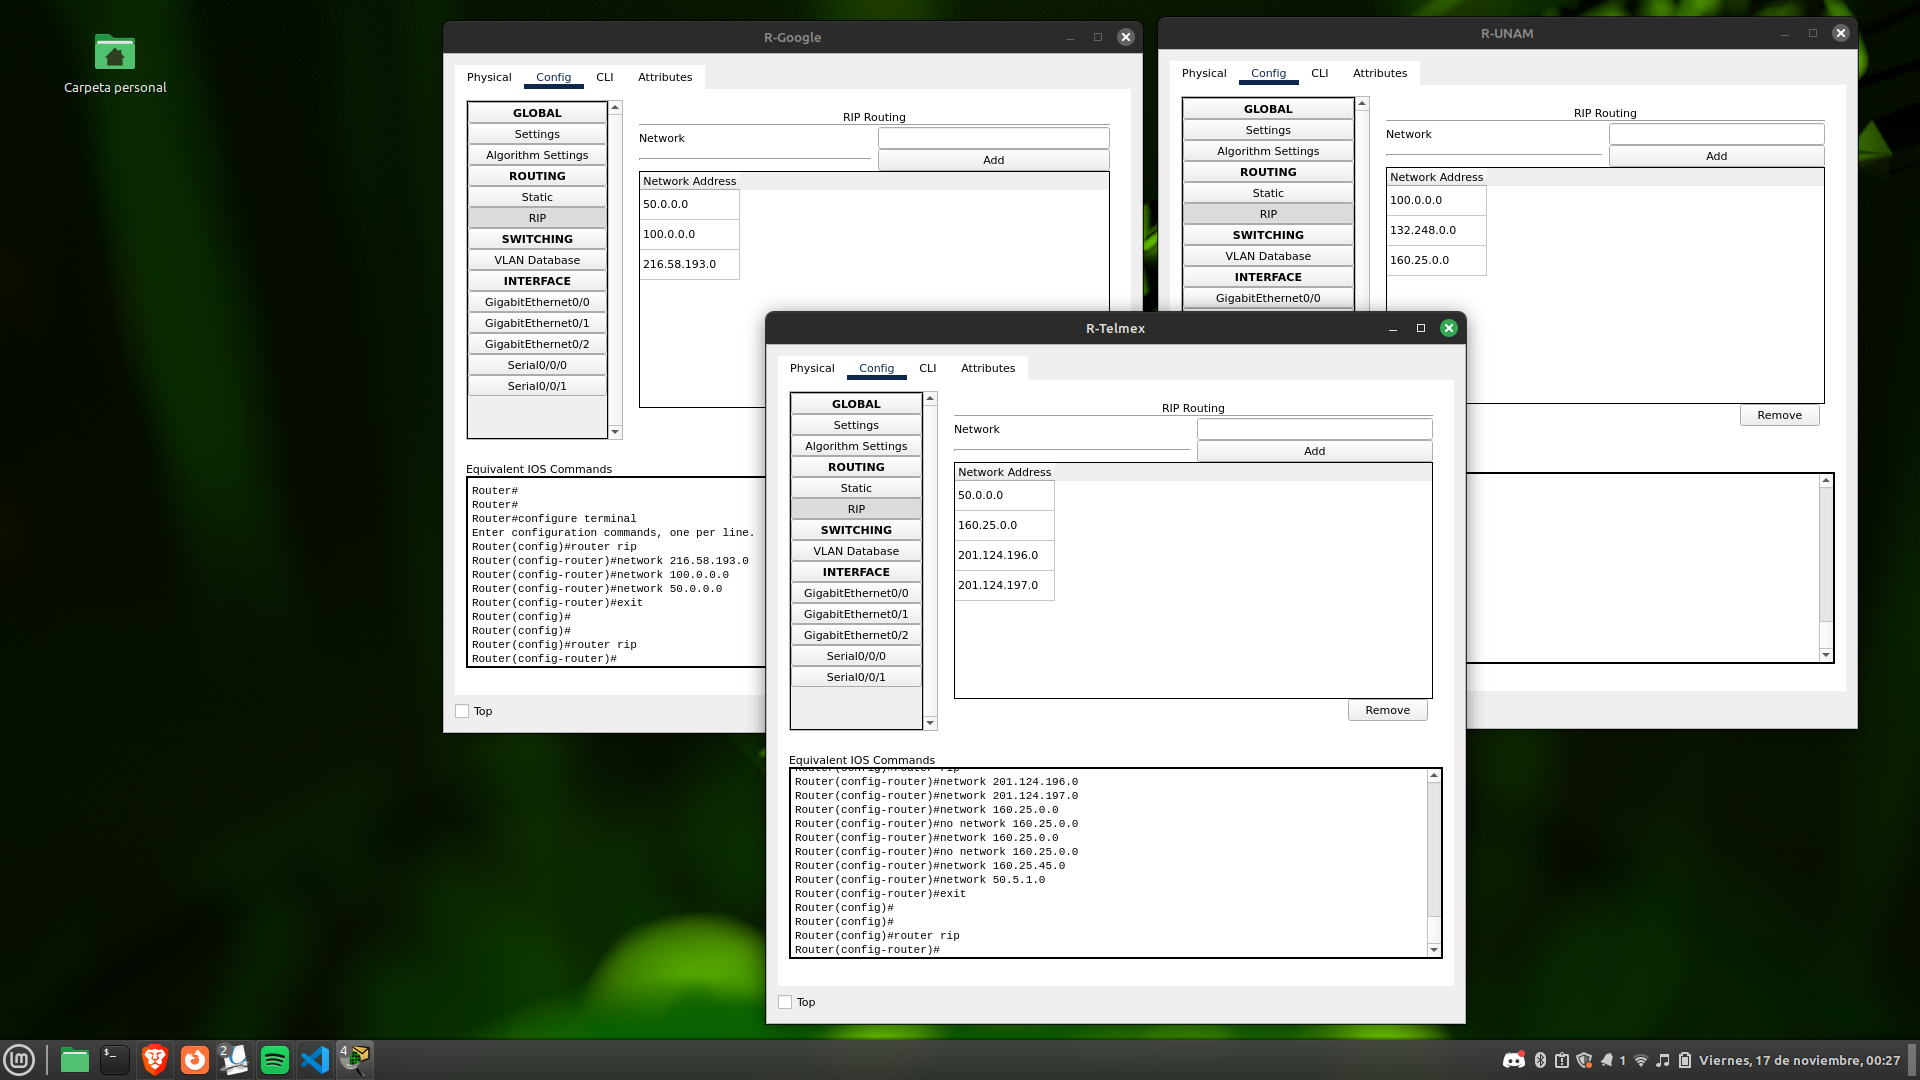 Carpeta personal
R-Google
Physical
Config
CLI
Attributes
GLOBAL
Settings
Algorithm Settings
ROUTING
Static
RIP
SWITCHING
VLAN Database
INTERFACE
GigabitEthernet0/0
GigabitEthernet0/1
GigabitEthernet0/2
Serial0/0/0
Serial0/0/1
RIP Routing
Network
Add
Network Address
50.0.0.0
100.0.0.0
216.58.193.0
Equivalent IOS Commands
Router#
Router#
Router#configure terminal
Enter configuration commands, one per line.
Router(config)#router rip
Router(config-router)#network 216.58.193.0
Router(config-router)#network 100.0.0.0
Router(config-router)#network 50.0.0.0
Router(config-router)#exit
Router(config)#
Router(config)#
Router(config)#router rip
Router(config-router)#
Top
R-UNAM
Physical
Config
CLI
Attributes
GLOBAL
Settings
Algorithm Settings
ROUTING
Static
RIP
SWITCHING
VLAN Database
INTERFACE
GigabitEthernet0/0
RIP Routing
Network
Add
Network Address
100.0.0.0
132.248.0.0
160.25.0.0
Remove
R-Telmex
Physical
Config
CLI
Attributes
GLOBAL
Settings
Algorithm Settings
ROUTING
Static
RIP
SWITCHING
VLAN Database
INTERFACE
GigabitEthernet0/0
GigabitEthernet0/1
GigabitEthernet0/2
Serial0/0/0
Serial0/0/1
RIP Routing
Network
Add
Network Address
50.0.0.0
160.25.0.0
201.124.196.0
201.124.197.0
Remove
Equivalent IOS Commands
Router(config)#router rip
Router(config-router)#network 201.124.196.0
Router(config-router)#network 201.124.197.0
Router(config-router)#network 160.25.0.0
Router(config-router)#no network 160.25.0.0
Router(config-router)#network 160.25.0.0
Router(config-router)#no network 160.25.0.0
Router(config-router)#network 160.25.45.0
Router(config-router)#network 50.5.1.0
Router(config-router)#exit
Router(config)#
Router(config)#
Router(config)#router rip
Router(config-router)#
Top
2
4
1
Viernes, 17 de noviembre, 00:27